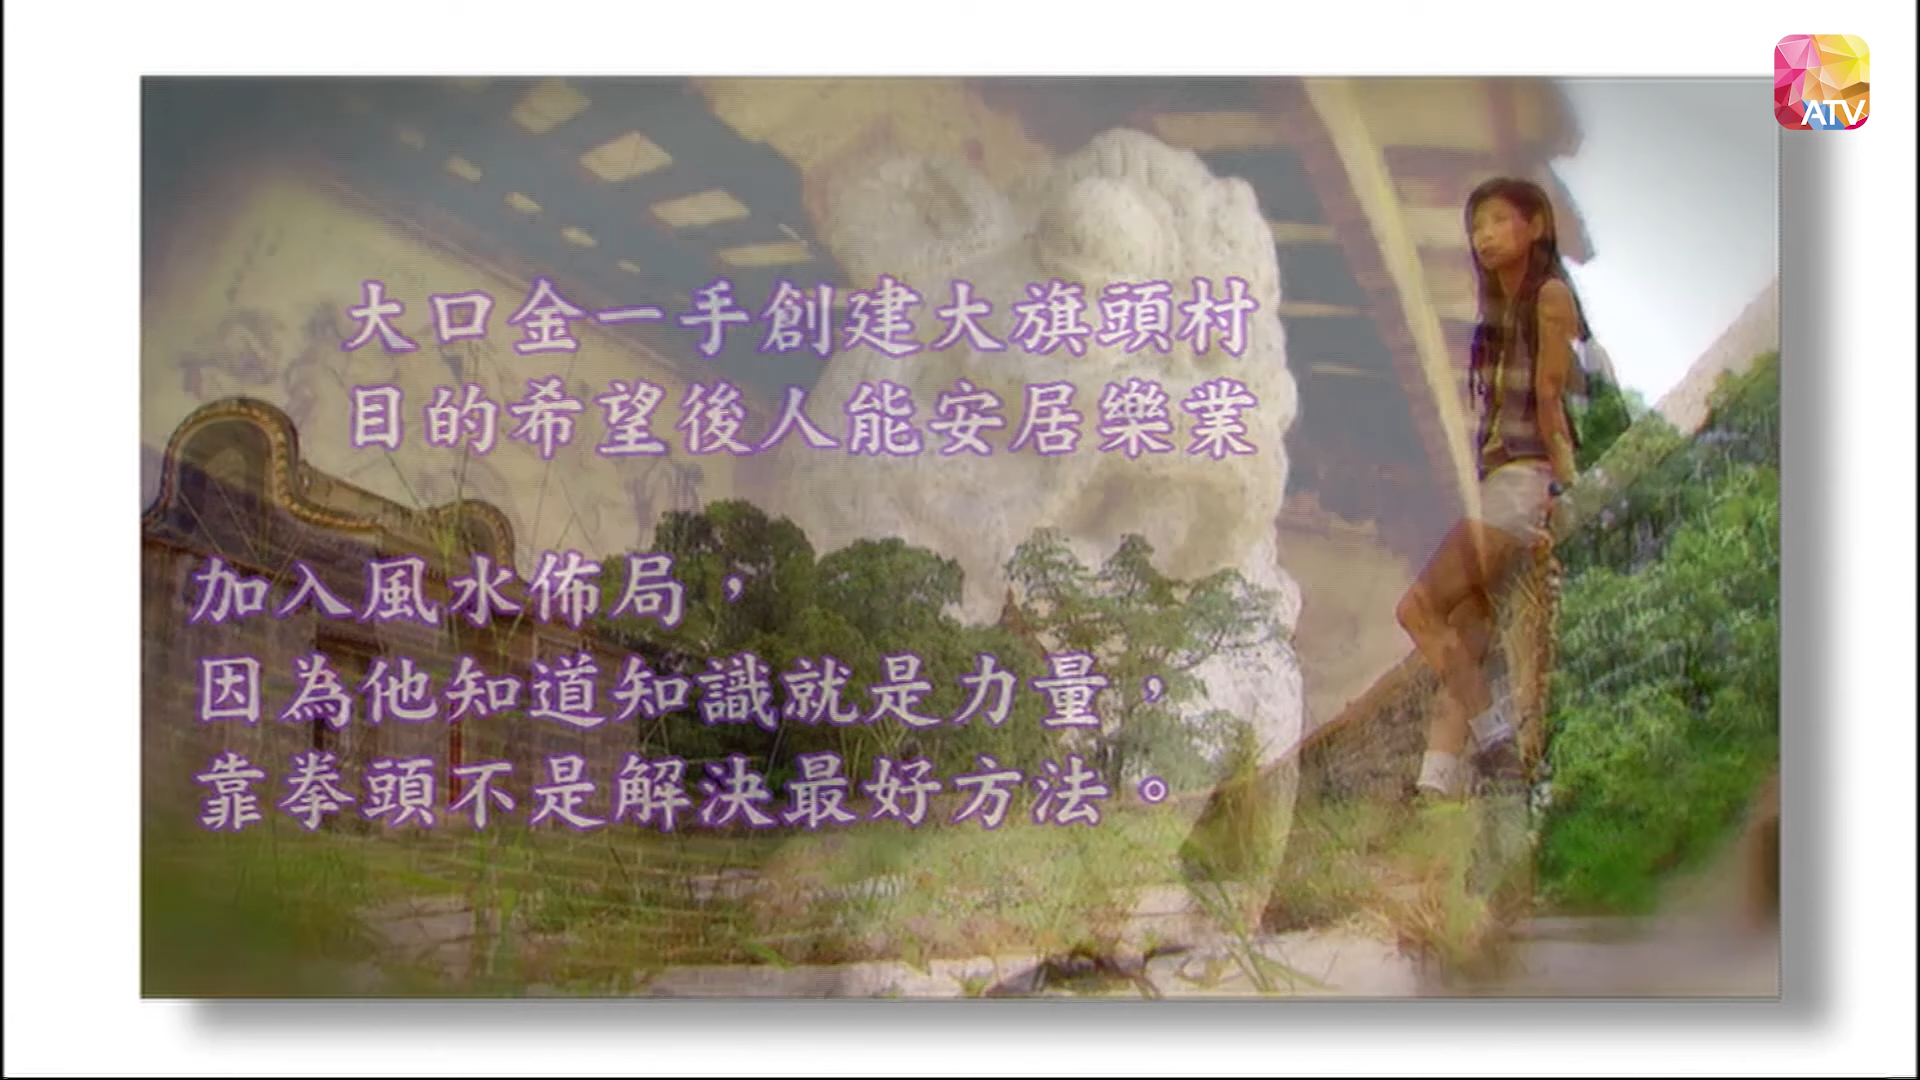 ATV
大口金一手創建大旗頭村
目的希望後人能安居樂業
加入風水佈局，
因為他知道知識就是力量，
靠拳頭不是解決最好方法。